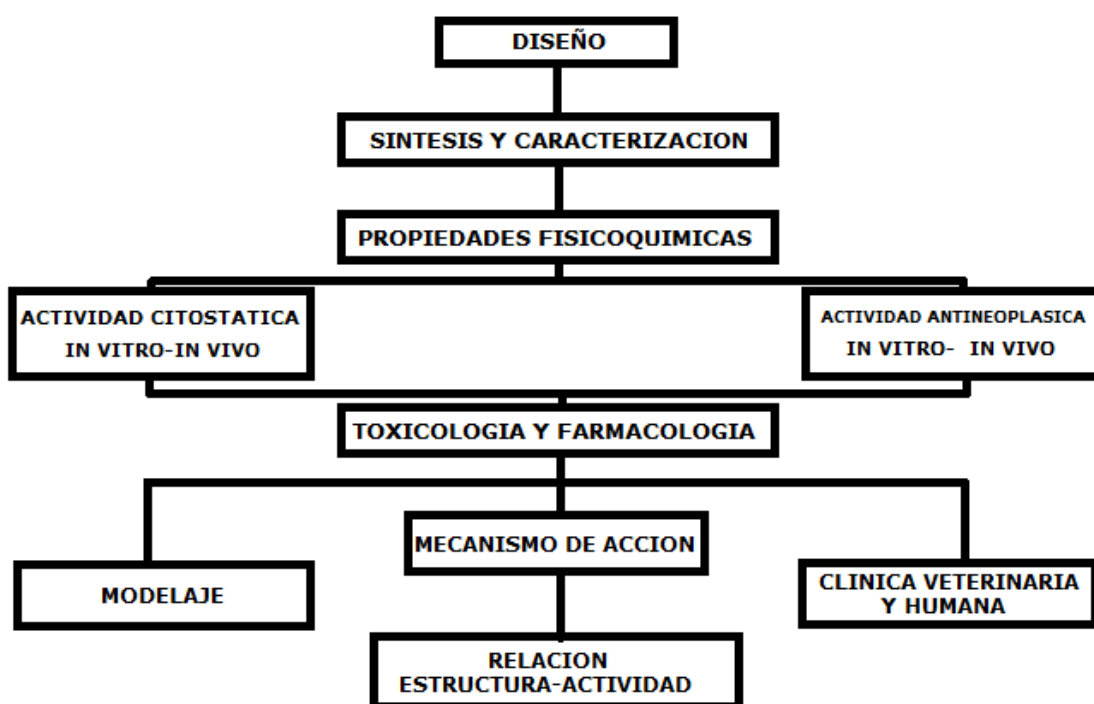 DISEÑO
SINTESIS Y CARACTERIZACION
PROPIEDADES FISICOQUIMICAS
ACTIVIDAD CITOSTATICA
IN VITRO-IN VIVO
ACTIVIDAD ANTINEOPLASICA
IN VITRO- IN VIVO
TOXICOLOGIA Y FARMACOLOGIA
MODELAJE
MECANISMO DE ACCION
CLINICA VETERINARIA
Y HUMANA
RELACION
ESTRUCTURA-ACTIVIDAD